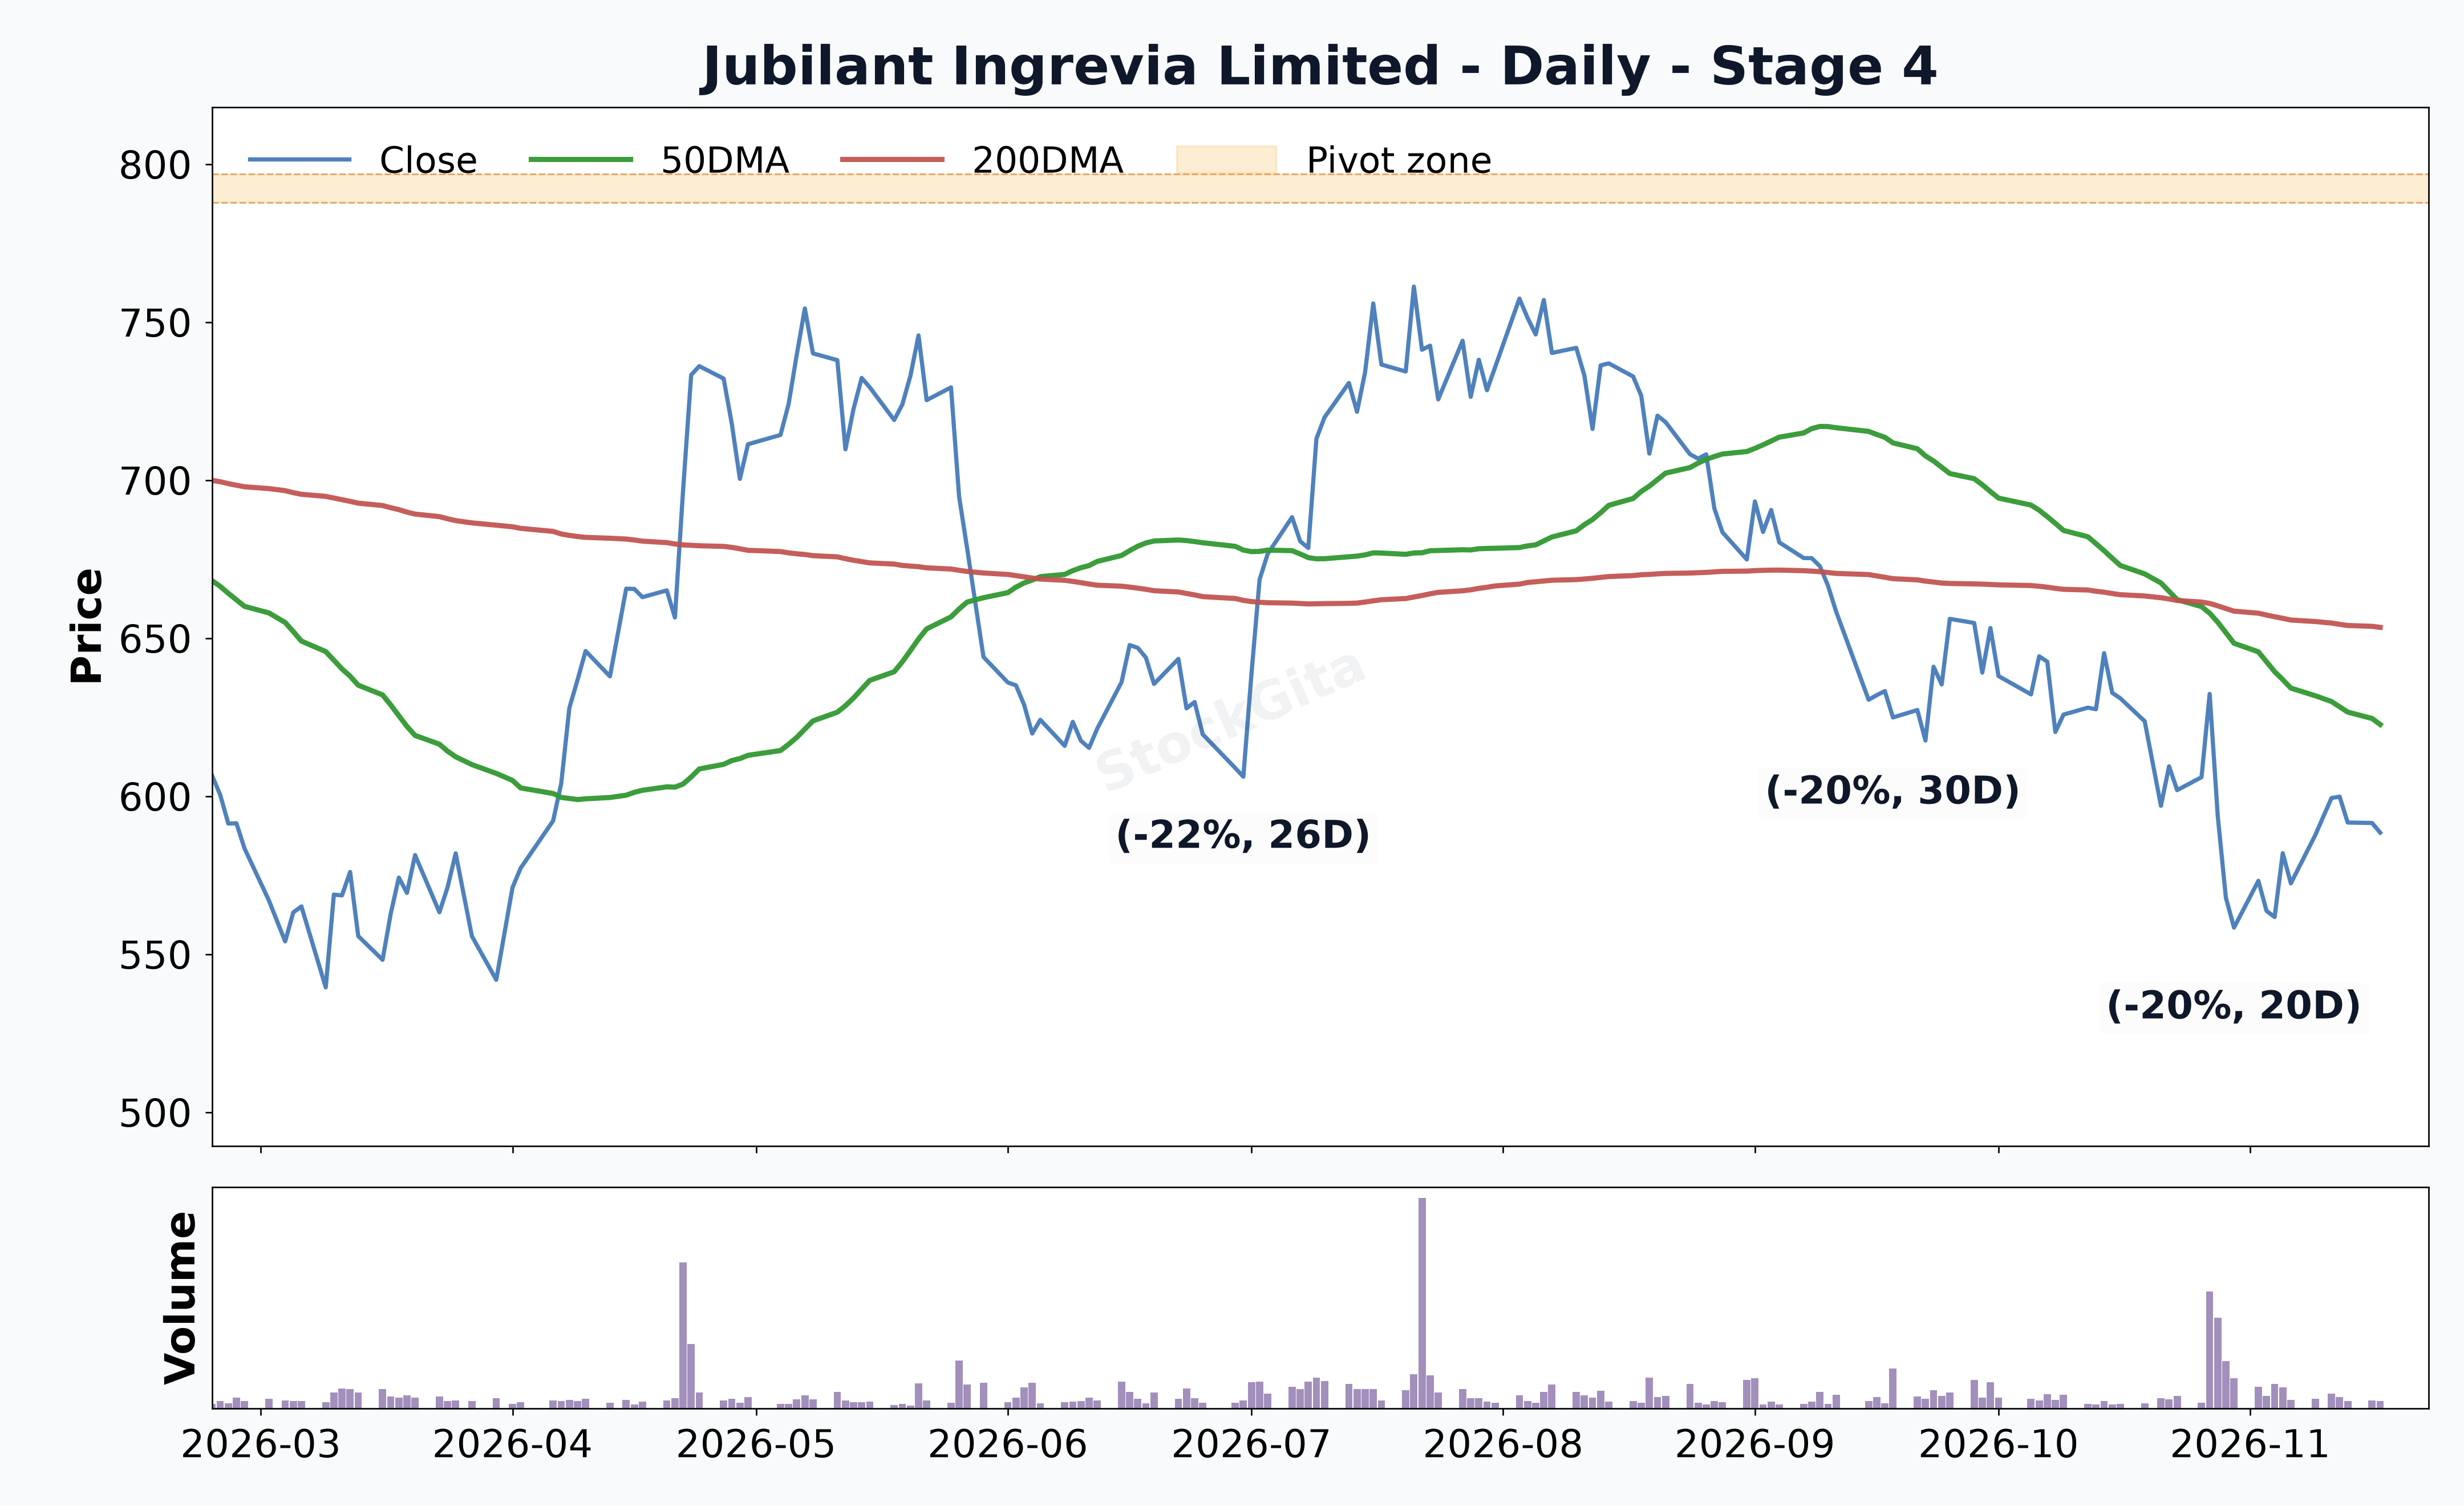 Jubilant Ingrevia Limited - Daily - Stage 4
Close 50DMA 200DMA Pivot zone
800
750
700
650
600
550
500
Price
StockGita
(-22%, 26D)
(-20%, 30D)
(-20%, 20D)
Volume
2026-03 2026-04 2026-05 2026-06 2026-07 2026-08 2026-09 2026-10 2026-11